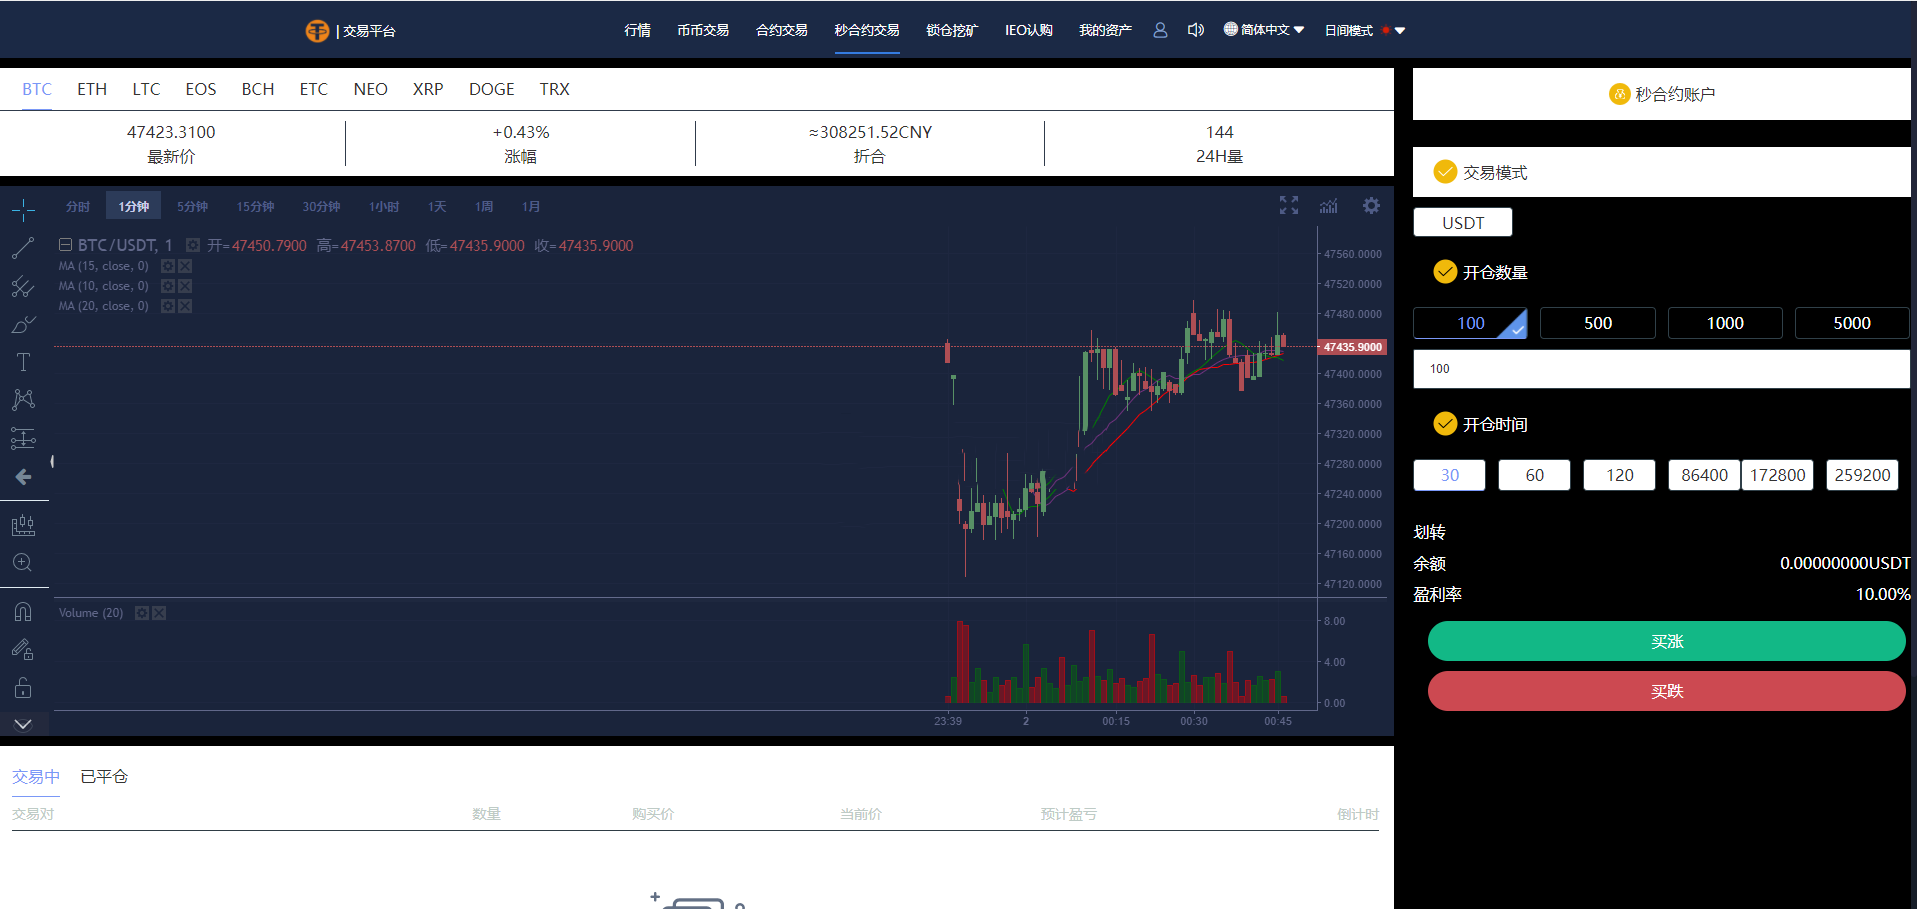 | 交易平台
行情 币币交易 合约交易 秒合约交易 锁仓挖矿 IEO认购 我的资产 简体中文 日间模式
BTC ETH LTC EOS BCH ETC NEO XRP DOGE TRX
47423.3100 +0.43% ≈308251.52CNY 144
最新价 涨幅 折合 24H量
分时 1分钟 5分钟 15分钟 30分钟 1小时 1天 1周 1月
BTC/USDT, 1 开=47450.7900 高=47453.8700 低=47435.9000 收=47435.9000
MA (15, close, 0)
MA (10, close, 0)
MA (20, close, 0)
47560.0000
47520.0000
47480.0000
47435.9000
47400.0000
47360.0000
47320.0000
47280.0000
47240.0000
47200.0000
47160.0000
47120.0000
Volume (20)
8.00
4.00
0.00
23:39 2 00:15 00:30 00:45
交易中 已平仓
交易对 数量 购买价 当前价 预计盈亏 倒计时
秒合约账户
交易模式
USDT
开仓数量
100 500 1000 5000
100
开仓时间
30 60 120 86400 172800 259200
划转
余额 0.00000000USDT
盈利率 10.00%
买涨
买跌